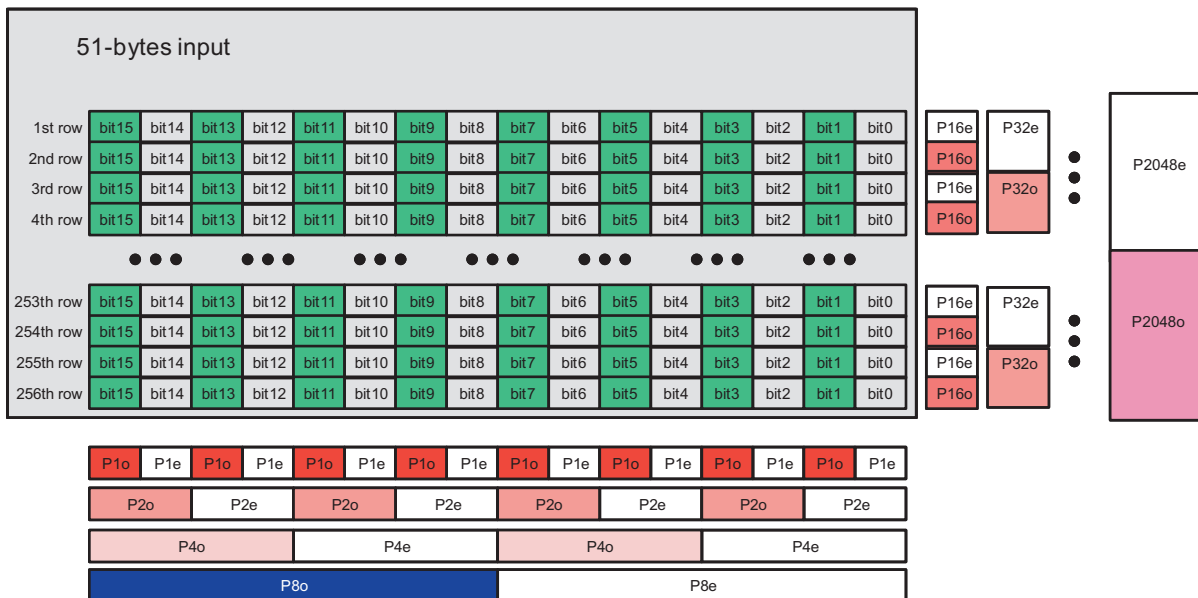 51-bytes input
1st row bit15 bit14 bit13 bit12 bit11 bit10 bit9 bit8 bit7 bit6 bit5 bit4 bit3 bit2 bit1 bit0 P16e P32e
2nd row bit15 bit14 bit13 bit12 bit11 bit10 bit9 bit8 bit7 bit6 bit5 bit4 bit3 bit2 bit1 bit0 P16o
P2048e
3rd row bit15 bit14 bit13 bit12 bit11 bit10 bit9 bit8 bit7 bit6 bit5 bit4 bit3 bit2 bit1 bit0 P16e P32o
4th row bit15 bit14 bit13 bit12 bit11 bit10 bit9 bit8 bit7 bit6 bit5 bit4 bit3 bit2 bit1 bit0 P16o
253th row bit15 bit14 bit13 bit12 bit11 bit10 bit9 bit8 bit7 bit6 bit5 bit4 bit3 bit2 bit1 bit0 P16e P32e
254th row bit15 bit14 bit13 bit12 bit11 bit10 bit9 bit8 bit7 bit6 bit5 bit4 bit3 bit2 bit1 bit0 P16o
P2048o
255th row bit15 bit14 bit13 bit12 bit11 bit10 bit9 bit8 bit7 bit6 bit5 bit4 bit3 bit2 bit1 bit0 P16e P32o
256th row bit15 bit14 bit13 bit12 bit11 bit10 bit9 bit8 bit7 bit6 bit5 bit4 bit3 bit2 bit1 bit0 P16o
P1o P1e P1o P1e P1o P1e P1o P1e P1o P1e P1o P1e P1o P1e P1o P1e
P2o P2e P2o P2e P2o P2e P2o P2e
P4o P4e P4o P4e
P8o P8e